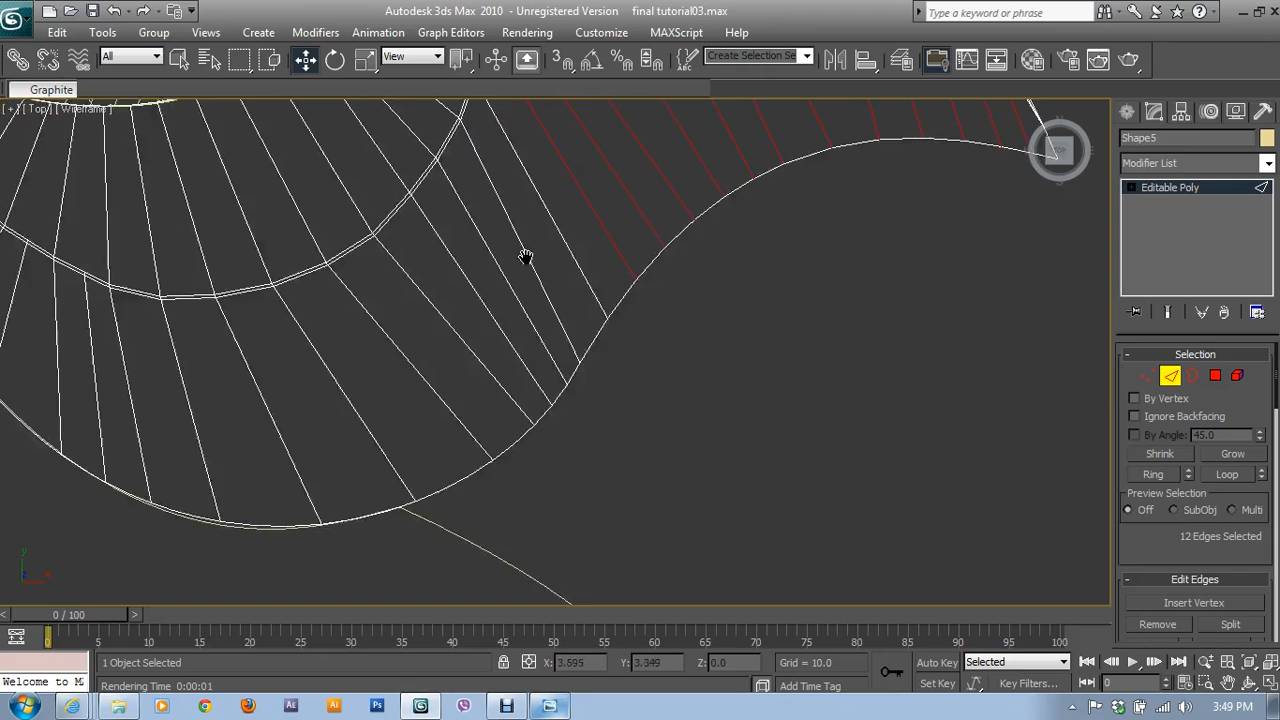 Autodesk 3ds Max 2010 - Unregistered Version final tutorial03.max
Type a keyword or phrase
Edit Tools Group Views Create Modifiers Animation Graph Editors Rendering Customize MAXScript Help
All View Create Selection Se
Graphite
[ + ] [ Top ] [ Wireframe ]
Shape5
Modifier List
Editable Poly
Selection
By Vertex
Ignore Backfacing
By Angle: 45.0
Shrink Grow
Ring Loop
Preview Selection
Off SubObj Multi
12 Edges Selected
Edit Edges
Insert Vertex
Remove Split
0 / 100
0 5 10 15 20 25 30 35 40 45 50 55 60 65 70 75 80 85 90 95 100
1 Object Selected X: 3.595 Y: 3.349 Z: 0.0 Grid = 10.0 Auto Key Selected
Welcome to M Rendering Time 0:00:01 Add Time Tag Set Key Key Filters... 0
3:49 PM